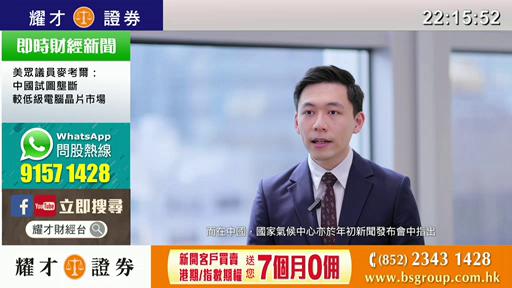 耀才 證券
22:15:52
即時財經新聞
美眾議員麥考爾：
中國試圖壟斷
較低級電腦晶片市場
WhatsApp
問股熱線
9157 1428
f YouTube 立即搜尋
耀才財經台
而在中國，國家氣候中心亦於年初新聞發布會中指出
耀才 證券
新開客戶買賣
港期/指數期權
送您
7個月0佣
(852) 2343 1428
www.bsgroup.com.hk